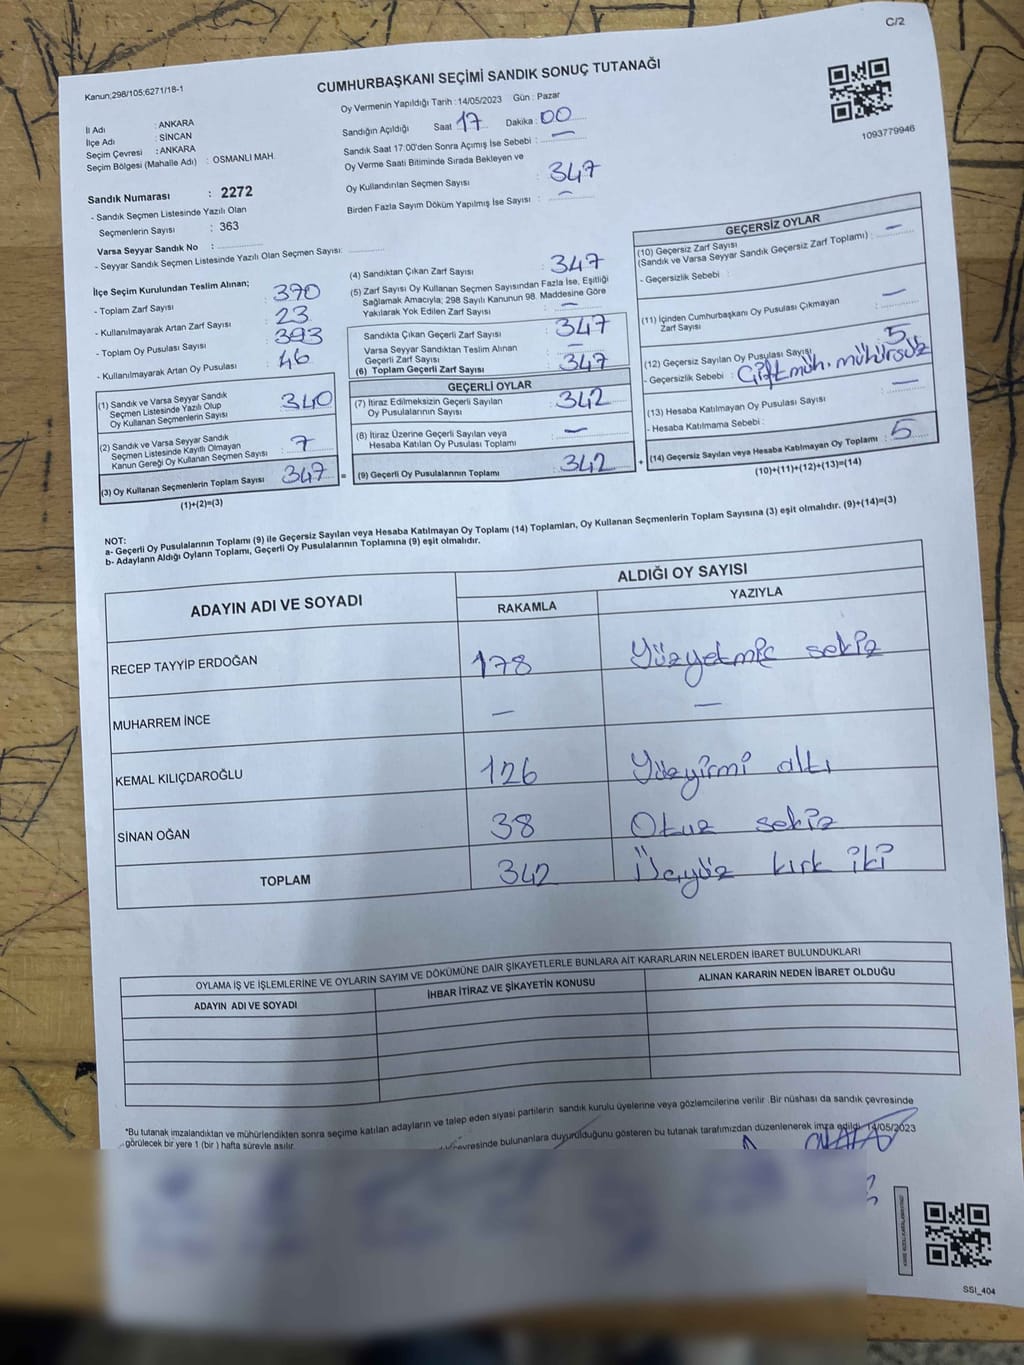 C/2
Kanun;298/105;6271/18-1
CUMHURBAŞKANI SEÇİMİ SANDIK SONUÇ TUTANAĞI
Oy Vermenin Yapıldığı Tarih : 14/05/2023 Gün : Pazar
1093779946
İl Adı : ANKARA
İlçe Adı : SİNCAN
Seçim Çevresi : ANKARA
Seçim Bölgesi (Mahalle Adı) : OSMANLI MAH.
Sandığın Açıldığı Saat 17 Dakika : 00
Sandık Saat 17:00'den Sonra Açımış İse Sebebi : —
Oy Verme Saati Bitiminde Sırada Bekleyen ve
Oy Kullandırılan Seçmen Sayısı 347
Birden Fazla Sayım Döküm Yapılmış İse Sayısı : —
Sandık Numarası : 2272
- Sandık Seçmen Listesinde Yazılı Olan
Seçmenlerin Sayısı : 363
Varsa Seyyar Sandık No :
- Seyyar Sandık Seçmen Listesinde Yazılı Olan Seçmen Sayısı:
İlçe Seçim Kurulundan Teslim Alınan;
- Toplam Zarf Sayısı : 370
- Kullanılmayarak Artan Zarf Sayısı : 23
- Toplam Oy Pusulası Sayısı : 393
- Kullanılmayarak Artan Oy Pusulası : 46
(1) Sandık ve Varsa Seyyar Sandık
Seçmen Listesinde Yazılı Olup
Oy Kullanan Seçmenlerin Sayısı : 340
(2) Sandık ve Varsa Seyyar Sandık
Seçmen Listesinde Kayıtlı Olmayan
Kanun Gereği Oy Kullanan Seçmen Sayısı : 7
(3) Oy Kullanan Seçmenlerin Toplam Sayısı 347 =
(1)+(2)=(3)
(4) Sandıktan Çıkan Zarf Sayısı : 347
(5) Zarf Sayısı Oy Kullanan Seçmen Sayısından Fazla İse, Eşitliği
Sağlamak Amacıyla; 298 Sayılı Kanunun 98. Maddesine Göre
Yakılarak Yok Edilen Zarf Sayısı : —
Sandıkta Çıkan Geçerli Zarf Sayısı : 347
Varsa Seyyar Sandıktan Teslim Alınan
Geçerli Zarf Sayısı : —
(6) Toplam Geçerli Zarf Sayısı : 347
GEÇERLİ OYLAR
(7) İtiraz Edilmeksizin Geçerli Sayılan
Oy Pusulalarının Sayısı : 342
(8) İtiraz Üzerine Geçerli Sayılan veya
Hesaba Katılan Oy Pusulası Toplamı : —
(9) Geçerli Oy Pusulalarının Toplamı 342 +
GEÇERSİZ OYLAR
(10) Geçersiz Zarf Sayısı
(Sandık ve Varsa Seyyar Sandık Geçersiz Zarf Toplamı) : —
- Geçersizlik Sebebi :
(11) İçinden Cumhurbaşkanı Oy Pusulası Çıkmayan
Zarf Sayısı : —
(12) Geçersiz Sayılan Oy Pusulası Sayısı 5
- Geçersizlik Sebebi : Çift müh. mühürsüz
(13) Hesaba Katılmayan Oy Pusulası Sayısı : —
- Hesaba Katılmama Sebebi :
(14) Geçersiz Sayılan veya Hesaba Katılmayan Oy Toplamı : 5
(10)+(11)+(12)+(13)=(14)
NOT:
a- Geçerli Oy Pusulalarının Toplamı (9) ile Geçersiz Sayılan veya Hesaba Katılmayan Oy Toplamı (14) Toplamları, Oy Kullanan Seçmenlerin Toplam Sayısına (3) eşit olmalıdır. (9)+(14)=(3)
b- Adayların Aldığı Oyların Toplamı, Geçerli Oy Pusulalarının Toplamına (9) eşit olmalıdır.
ADAYIN ADI VE SOYADI ALDIĞI OY SAYISI
RAKAMLA YAZIYLA
RECEP TAYYİP ERDOĞAN 178 Yüzyetmiş sekiz
MUHARREM İNCE — —
KEMAL KILIÇDAROĞLU 126 Yüzyirmi altı
SİNAN OĞAN 38 Otuz sekiz
TOPLAM 342 Üçyüz kırk iki
OYLAMA İŞ VE İŞLEMLERİNE VE OYLARIN SAYIM VE DÖKÜMÜNE DAİR ŞİKAYETLERLE BUNLARA AİT KARARLARIN NELERDEN İBARET BULUNDUKLARI
ADAYIN ADI VE SOYADI İHBAR İTİRAZ VE ŞİKAYETİN KONUSU ALINAN KARARIN NEDEN İBARET OLDUĞU
*Bu tutanak imzalandıktan ve mühürlendikten sonra seçime katılan adayların ve talep eden siyasi partilerin sandık kurulu üyelerine veya gözlemcilerine verilir .Bir nüshası da sandık çevresinde
görülecek bir yere 1 (bir ) hafta süreyle asılır. çevresinde bulunanlara duyurulduğunu gösteren bu tutanak tarafımızdan düzenlenerek imza edildi. 14/05/2023
SSI_404